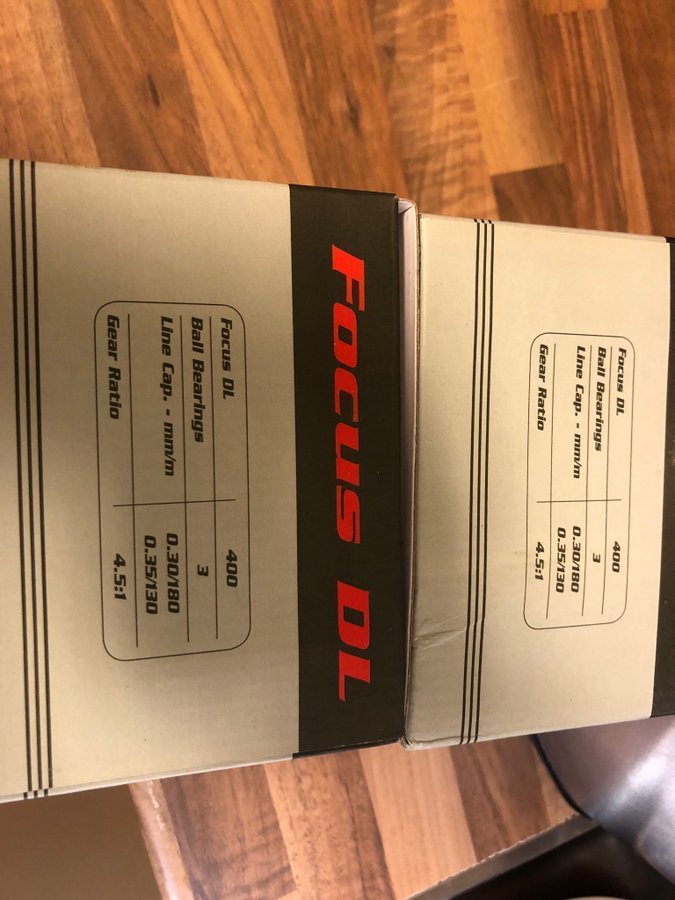 FOCUS DL
Focus DL 400
Ball Bearings 3
Line Cap. - mm/m 0.30/180
0.35/130
Gear Ratio 4.5:1
Focus DL 400
Ball Bearings 3
Line Cap. - mm/m 0.30/180
0.35/130
Gear Ratio 4.5:1